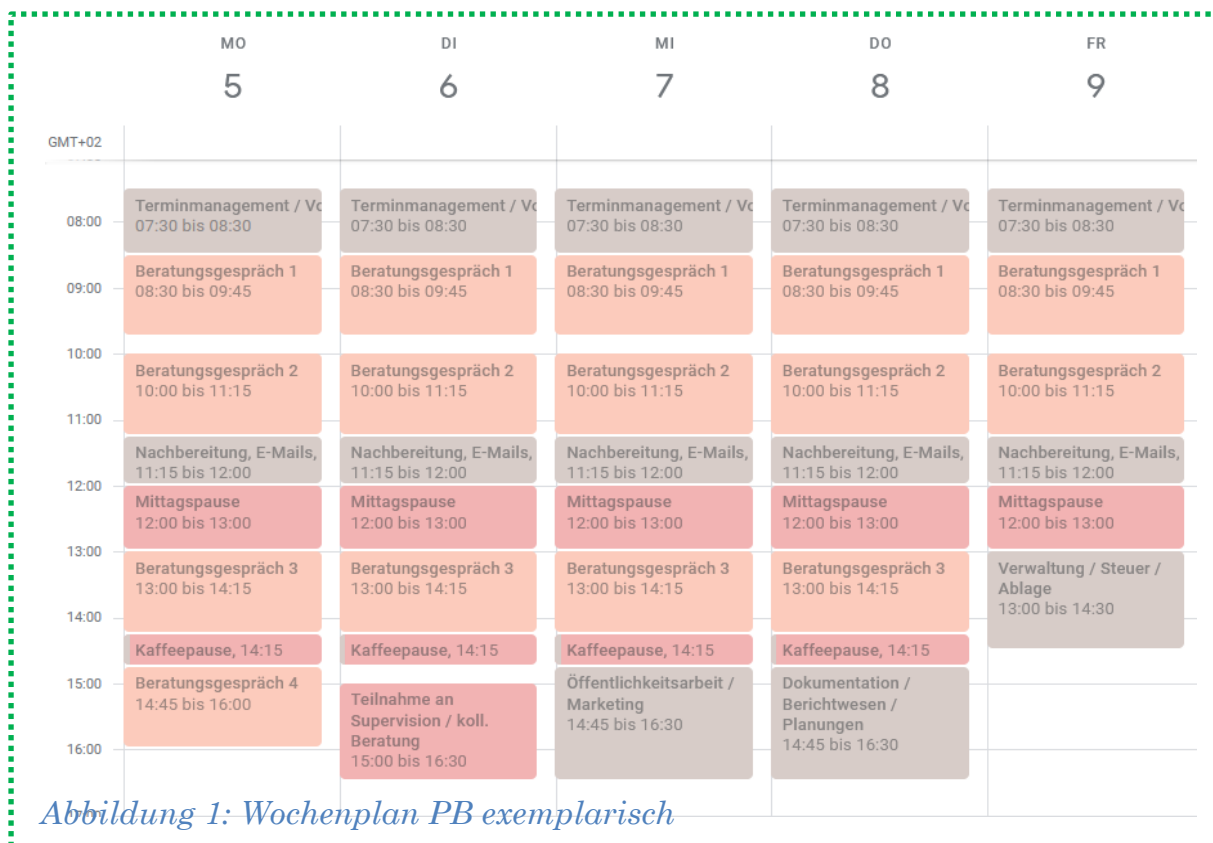 MO
DI
MI
DO
FR
5
6
7
8
9
GMT+02
08:00
09:00
10:00
11:00
12:00
13:00
14:00
15:00
16:00
Terminmanagement / Vo
07:30 bis 08:30
Beratungsgespräch 1
08:30 bis 09:45
Beratungsgespräch 2
10:00 bis 11:15
Nachbereitung, E-Mails,
11:15 bis 12:00
Mittagspause
12:00 bis 13:00
Beratungsgespräch 3
13:00 bis 14:15
Kaffeepause, 14:15
Beratungsgespräch 4
14:45 bis 16:00
Terminmanagement / Vo
07:30 bis 08:30
Beratungsgespräch 1
08:30 bis 09:45
Beratungsgespräch 2
10:00 bis 11:15
Nachbereitung, E-Mails,
11:15 bis 12:00
Mittagspause
12:00 bis 13:00
Beratungsgespräch 3
13:00 bis 14:15
Kaffeepause, 14:15
Teilnahme an
Supervision / koll.
Beratung
15:00 bis 16:30
Terminmanagement / Vo
07:30 bis 08:30
Beratungsgespräch 1
08:30 bis 09:45
Beratungsgespräch 2
10:00 bis 11:15
Nachbereitung, E-Mails,
11:15 bis 12:00
Mittagspause
12:00 bis 13:00
Beratungsgespräch 3
13:00 bis 14:15
Kaffeepause, 14:15
Öffentlichkeitsarbeit /
Marketing
14:45 bis 16:30
Terminmanagement / Vo
07:30 bis 08:30
Beratungsgespräch 1
08:30 bis 09:45
Beratungsgespräch 2
10:00 bis 11:15
Nachbereitung, E-Mails,
11:15 bis 12:00
Mittagspause
12:00 bis 13:00
Beratungsgespräch 3
13:00 bis 14:15
Kaffeepause, 14:15
Dokumentation /
Berichtwesen /
Planungen
14:45 bis 16:30
Terminmanagement / Vo
07:30 bis 08:30
Beratungsgespräch 1
08:30 bis 09:45
Beratungsgespräch 2
10:00 bis 11:15
Nachbereitung, E-Mails,
11:15 bis 12:00
Mittagspause
12:00 bis 13:00
Verwaltung / Steuer /
Ablage
13:00 bis 14:30
Abbildung 1: Wochenplan PB exemplarisch